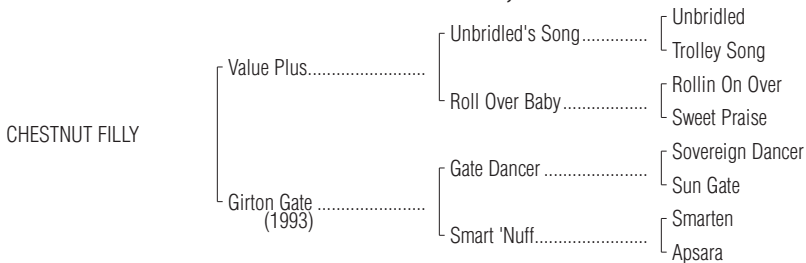 Unbridled
Unbridled's Song..............
Trolley Song
Value Plus.........................
Rollin On Over
Roll Over Baby..................
Sweet Praise
CHESTNUT FILLY
Sovereign Dancer
Gate Dancer ......................
Sun Gate
Girton Gate .......................
(1993)
Smarten
Smart 'Nuff........................
Apsara